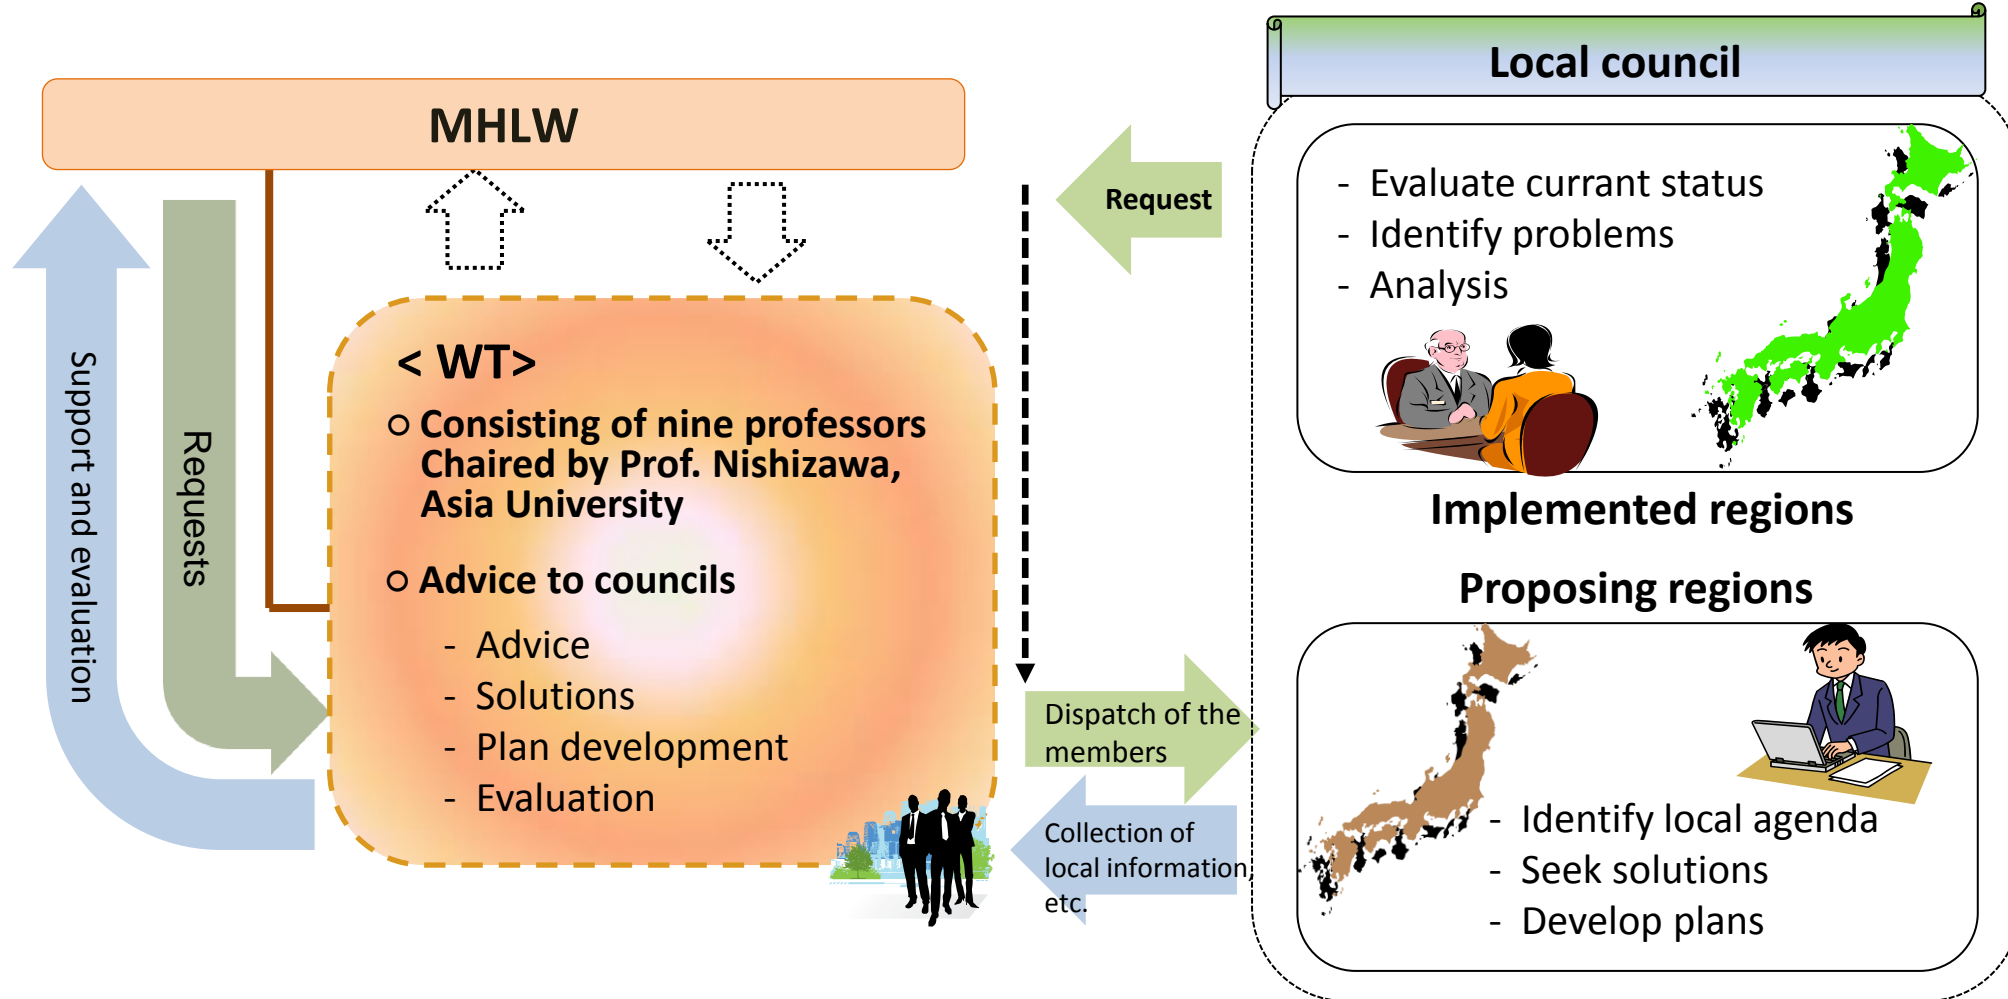 Local council
MHLW
Request
- Evaluate currant status
- Identify problems
- Analysis
Support and evaluation
Requests
< WT>
○ Consisting of nine professors
Chaired by Prof. Nishizawa,
Asia University
○ Advice to councils
- Advice
- Solutions
- Plan development
- Evaluation
Implemented regions
Proposing regions
Dispatch of the
members
Collection of
local information,
etc.
- Identify local agenda
- Seek solutions
- Develop plans